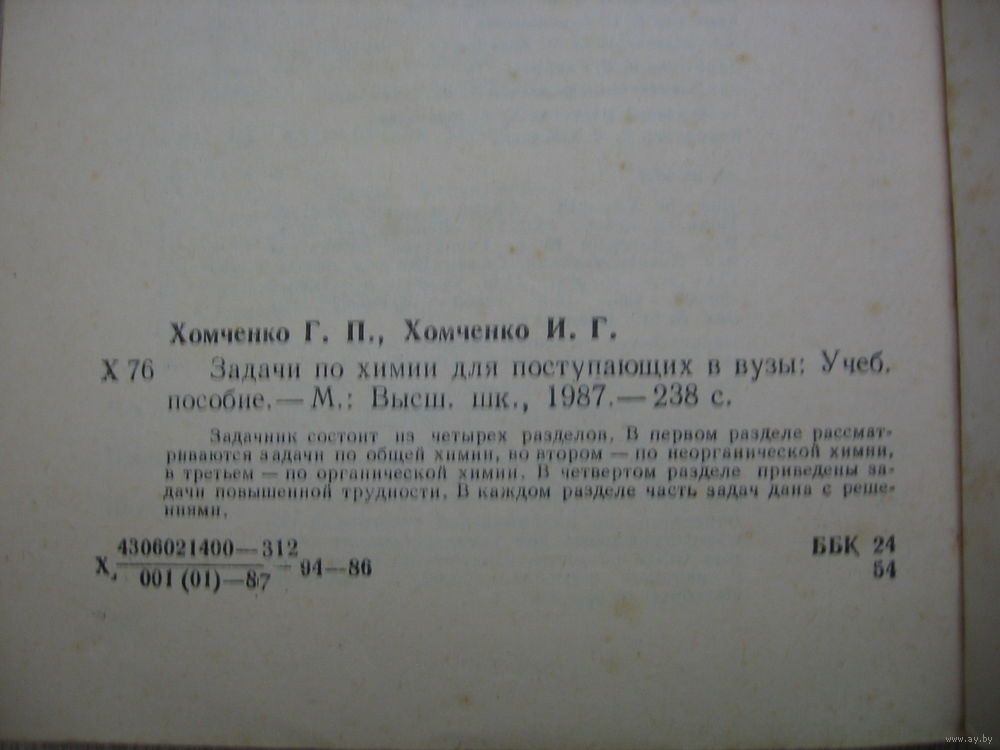 Хомченко Г. П., Хомченко И. Г.
Х 76 Задачи по химии для поступающих в вузы: Учеб.
пособие.— М.: Высш. шк., 1987.— 238 с.
Задачник состоит из четырех разделов. В первом разделе рассмат-
риваются задачи по общей химии, во втором — по неорганической химии,
в третьем — по органической химии. В четвертом разделе приведены за-
дачи повышенной трудности. В каждом разделе часть задач дана с реше-
ниями.
4306021400—312
Х 001 (01)—87 — 94—86
ББК 24
54
www.ay.by